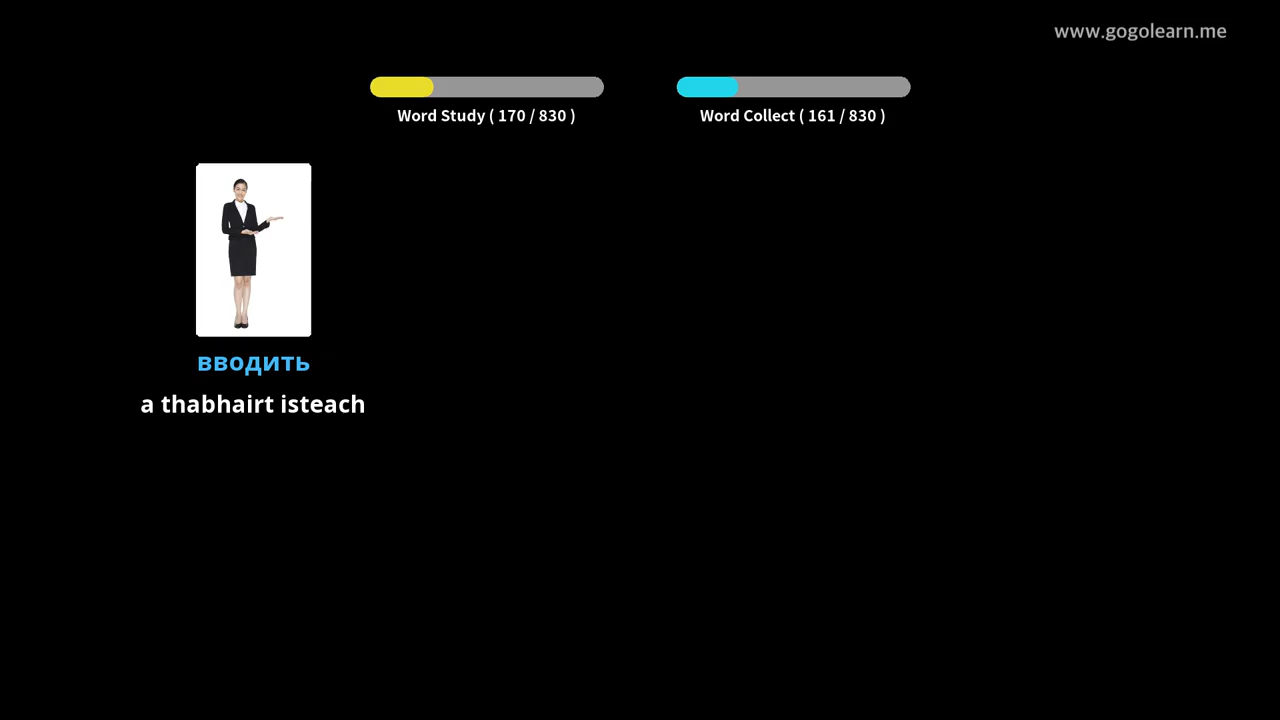 www.gogolearn.me
Word Study ( 170 / 830 )
Word Collect ( 161 / 830 )
вводить
a thabhairt isteach